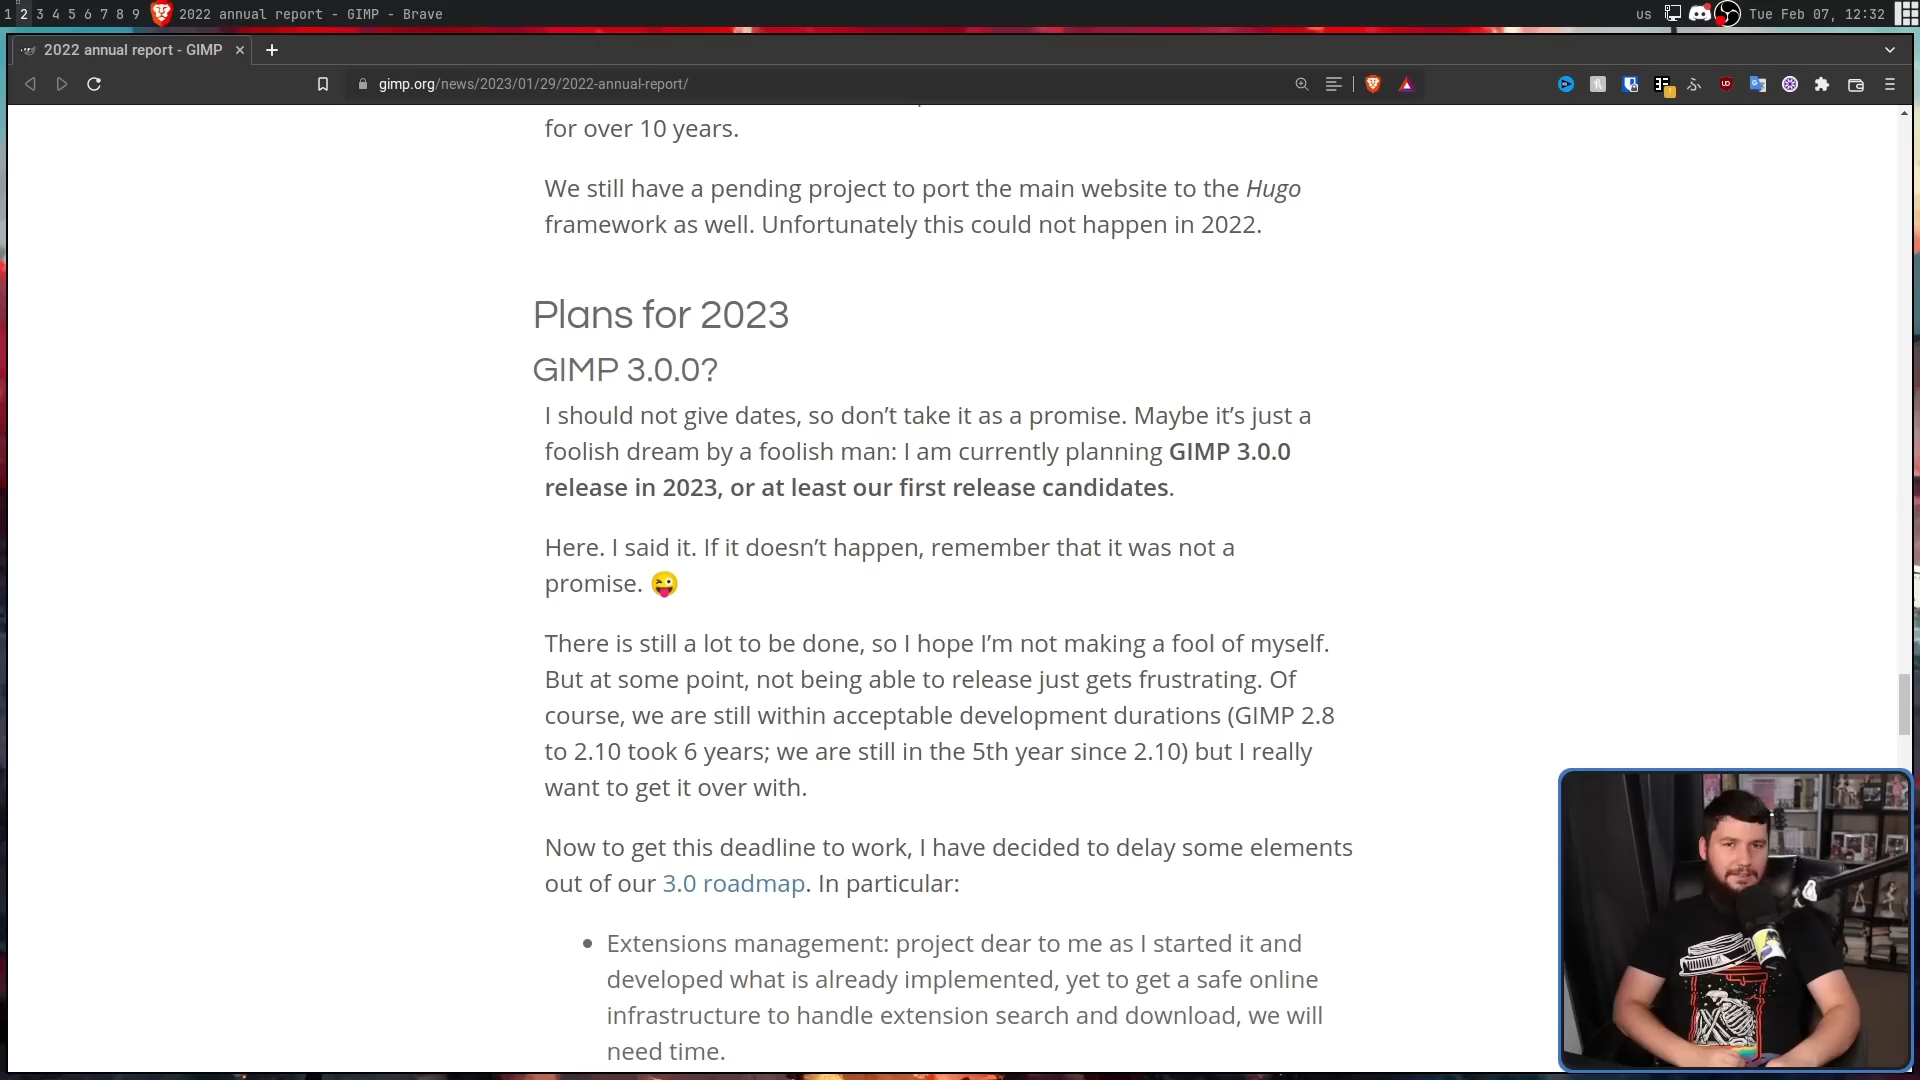 1 2 3 4 5 6 7 8 9 2022 annual report - GIMP - Brave us Tue Feb 07, 12:32
2022 annual report - GIMP
gimp.org/news/2023/01/29/2022-annual-report/
for over 10 years.
We still have a pending project to port the main website to the Hugo
framework as well. Unfortunately this could not happen in 2022.
Plans for 2023
GIMP 3.0.0?
I should not give dates, so don’t take it as a promise. Maybe it’s just a
foolish dream by a foolish man: I am currently planning GIMP 3.0.0
release in 2023, or at least our first release candidates.
Here. I said it. If it doesn’t happen, remember that it was not a
promise. 😜
There is still a lot to be done, so I hope I’m not making a fool of myself.
But at some point, not being able to release just gets frustrating. Of
course, we are still within acceptable development durations (GIMP 2.8
to 2.10 took 6 years; we are still in the 5th year since 2.10) but I really
want to get it over with.
Now to get this deadline to work, I have decided to delay some elements
out of our 3.0 roadmap. In particular:
• Extensions management: project dear to me as I started it and
developed what is already implemented, yet to get a safe online
infrastructure to handle extension search and download, we will
need time.